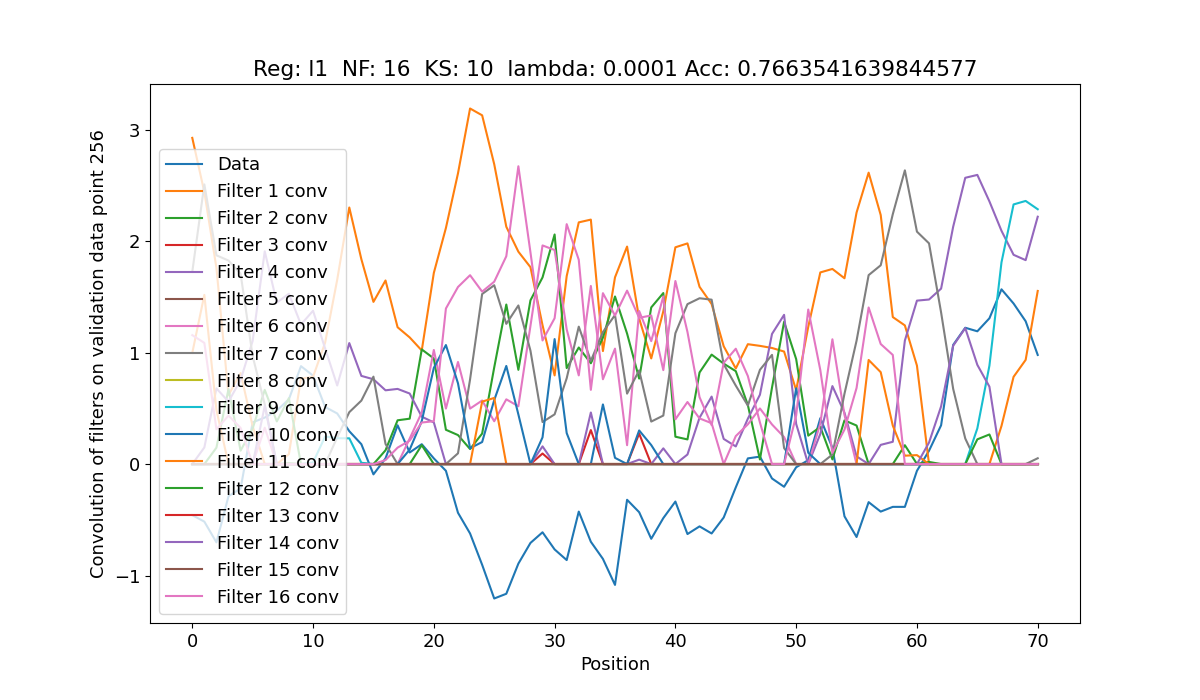 Reg: l1 NF: 16 KS: 10 lambda: 0.0001 Acc: 0.7663541639844577
Convolution of filters on validation data point 256
3
2
1
0
−1
Data
Filter 1 conv
Filter 2 conv
Filter 3 conv
Filter 4 conv
Filter 5 conv
Filter 6 conv
Filter 7 conv
Filter 8 conv
Filter 9 conv
Filter 10 conv
Filter 11 conv
Filter 12 conv
Filter 13 conv
Filter 14 conv
Filter 15 conv
Filter 16 conv
0 10 20 30 40 50 60 70
Position